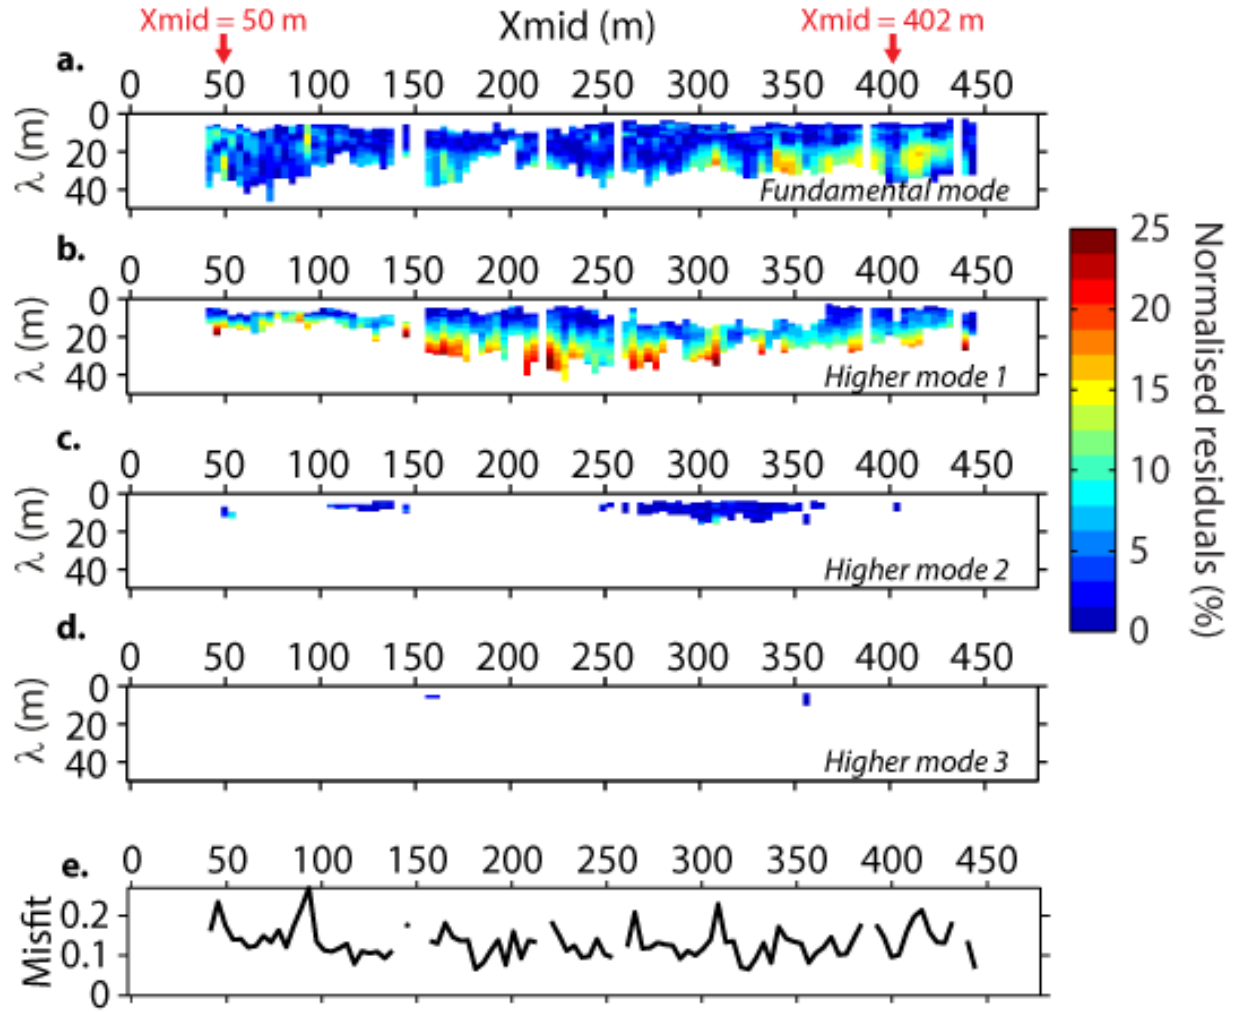 Xmid = 50 m Xmid (m) Xmid = 402 m
a.
0 50 100 150 200 250 300 350 400 450
λ (m)
0
20
40
Fundamental mode
b.
0 50 100 150 200 250 300 350 400 450
λ (m)
0
20
40
Higher mode 1
c.
0 50 100 150 200 250 300 350 400 450
λ (m)
0
20
40
Higher mode 2
d.
0 50 100 150 200 250 300 350 400 450
λ (m)
0
20
40
Higher mode 3
e.
0 50 100 150 200 250 300 350 400 450
Misfit
0.2
0.1
0
25
20
15
10
5
0
Normalised residuals (%)